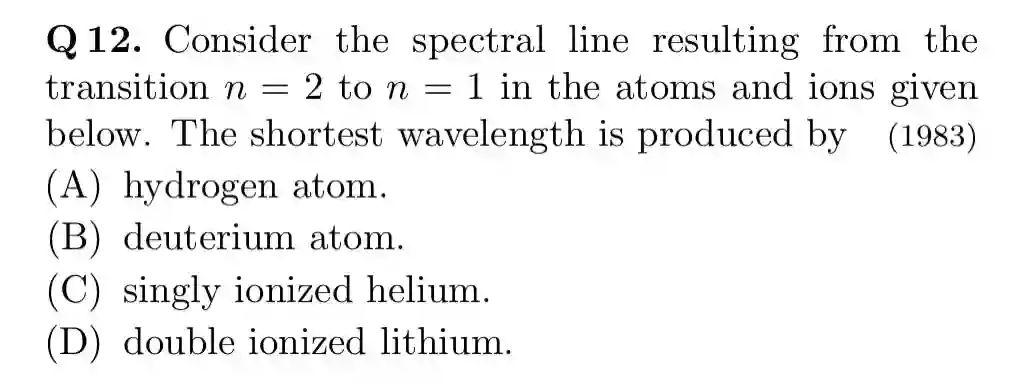 Q 12. Consider the spectral line resulting from the
transition n = 2 to n = 1 in the atoms and ions given
below. The shortest wavelength is produced by (1983)
(A) hydrogen atom.
(B) deuterium atom.
(C) singly ionized helium.
(D) double ionized lithium.